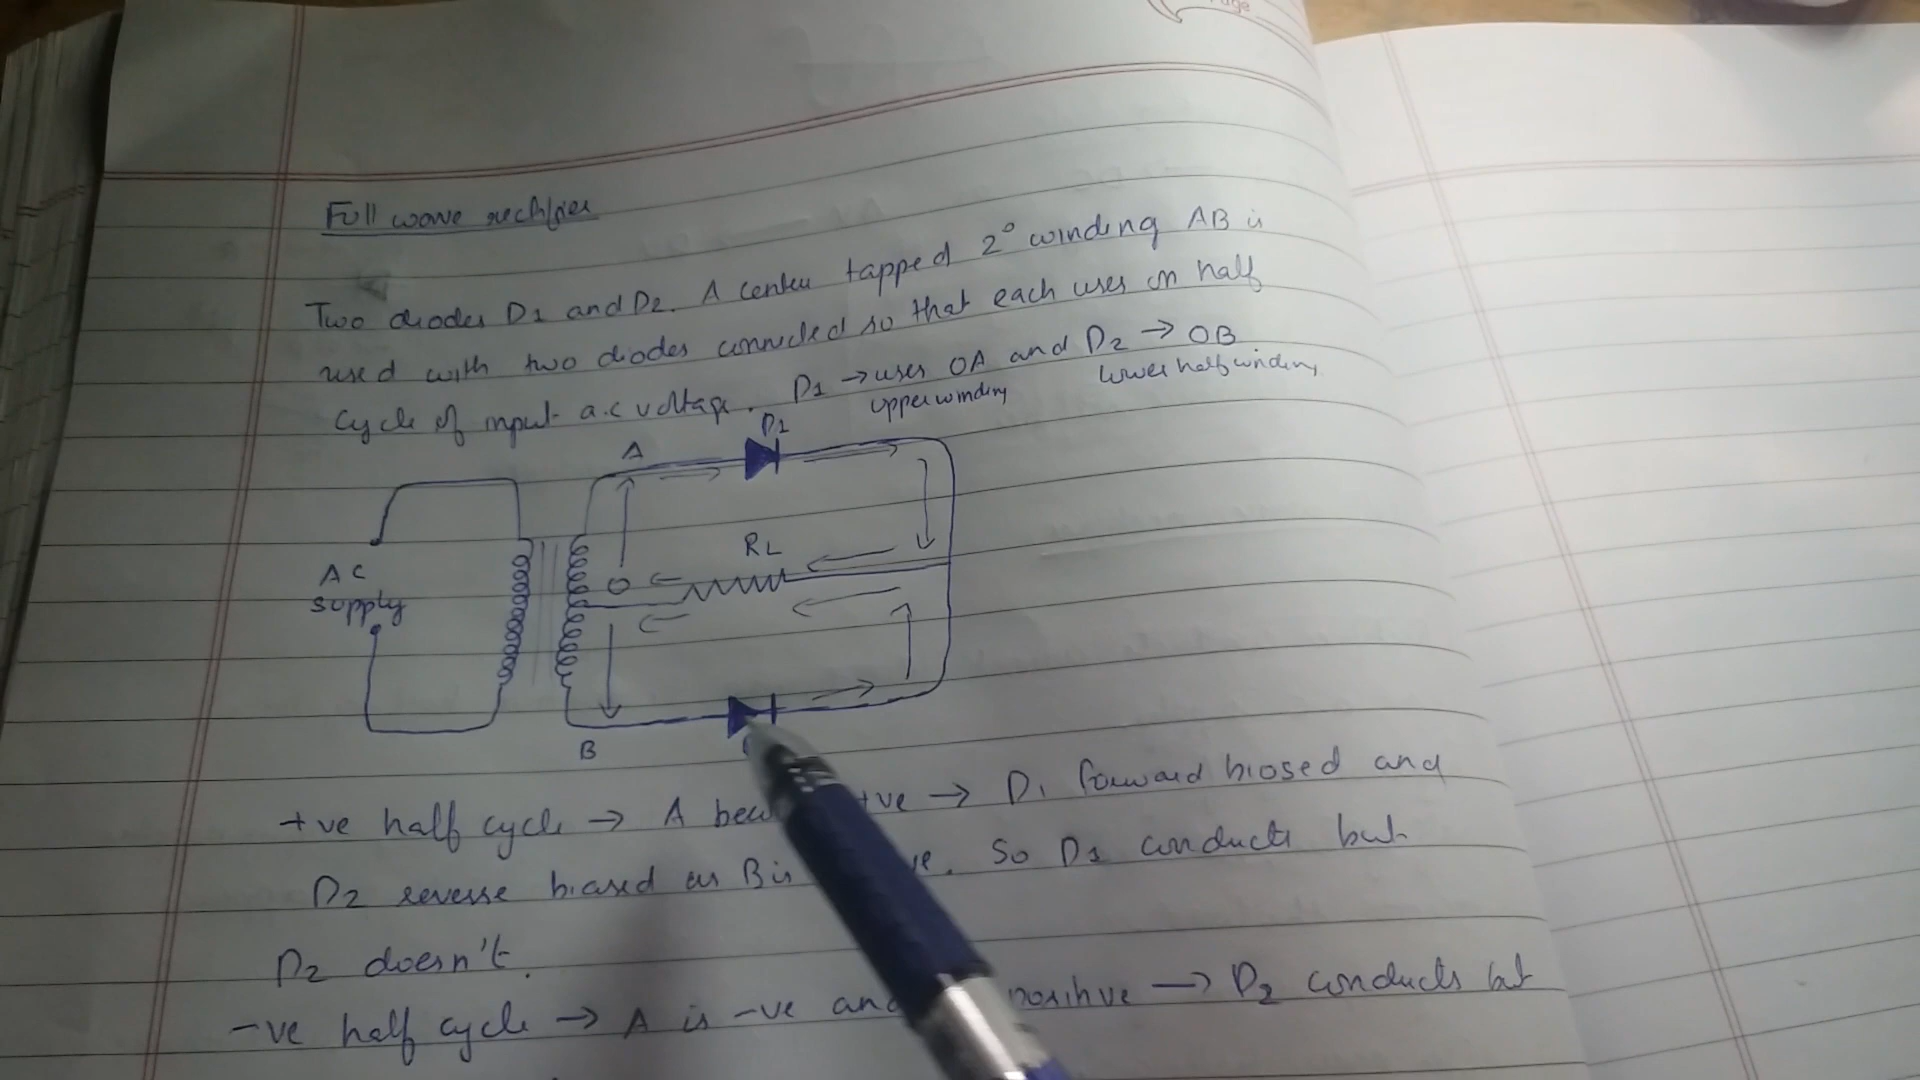 Full wave rectifier
Two diodes D1 and D2. A center tapped 2° winding AB is
used with two diodes connected so that each uses on half
cycle of input a.c voltage. D1 → uses OA and D2 → OB
upper winding lower half winding
D1
A
RL
AC
supply
O
B
+ve half cycle → A +ve → D1 forward biased and
D2 reverse biased as B is So D1 conducts but
D2 doesn't.
-ve half cycle → A is -ve and positive → D2 conducts but